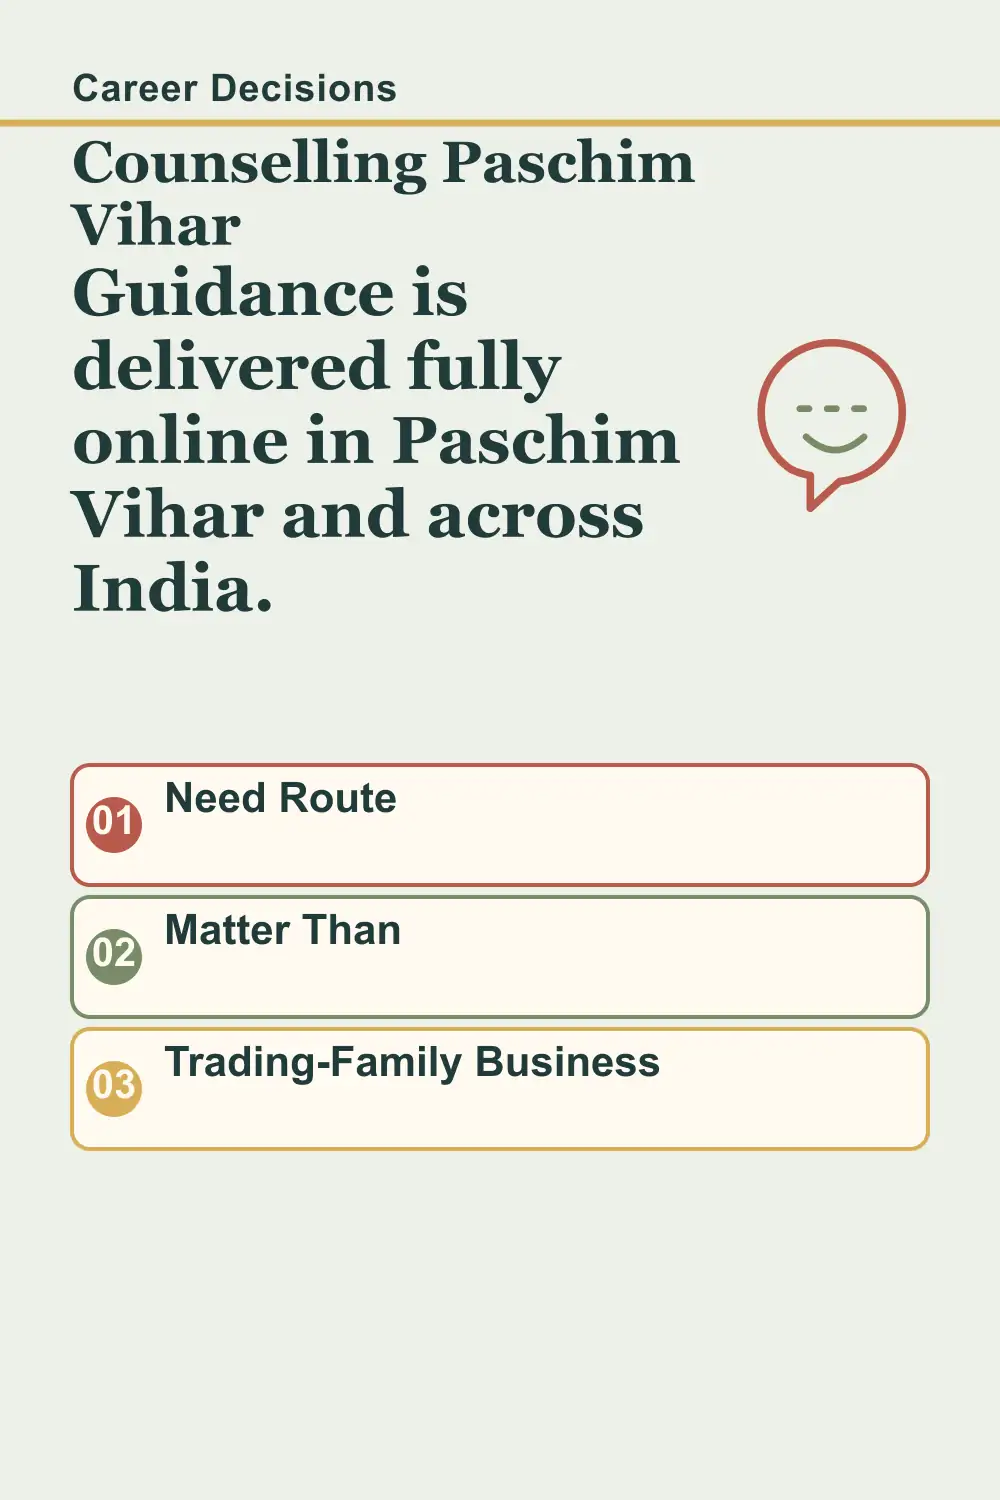 Career Decisions
Counselling Paschim
Vihar
Guidance is
delivered fully
online in Paschim
Vihar and across
India.
01 Need Route
02 Matter Than
03 Trading-Family Business